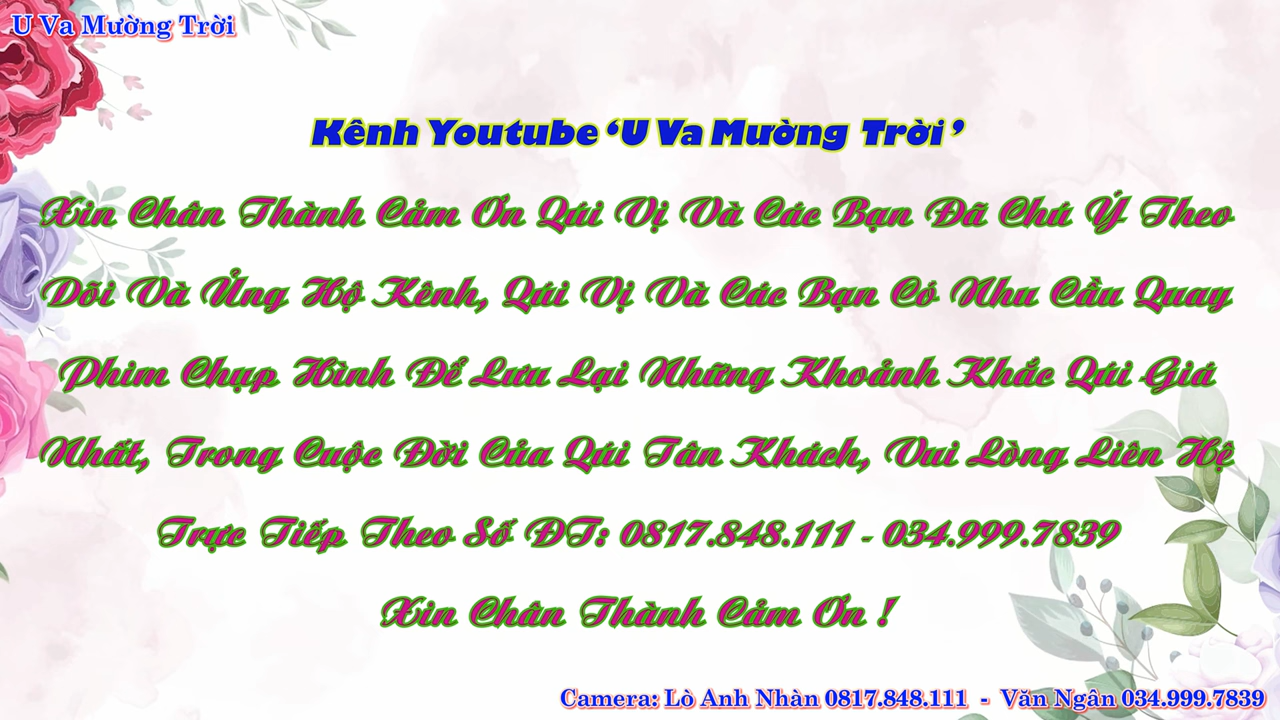 U Va Mường Trời
Kênh Youtube ‘U Va Mường Trời’
Xin Chân Thành Cảm Ơn Qúi Vị Và Các Bạn Đã Chú Ý Theo
Dõi Và Ủng Hộ Kênh, Qúi Vị Và Các Bạn Có Nhu Cầu Quay
Phim Chụp Hình Để Lưu Lại Những Khoảnh Khắc Qúi Giá
Nhất, Trong Cuộc Đời Của Qúi Tân Khách, Vui Lòng Liên Hệ
Trực Tiếp Theo Số ĐT: 0817.848.111 - 034.999.7839
Xin Chân Thành Cảm Ơn !
Camera: Lò Anh Nhàn 0817.848.111 - Văn Ngân 034.999.7839